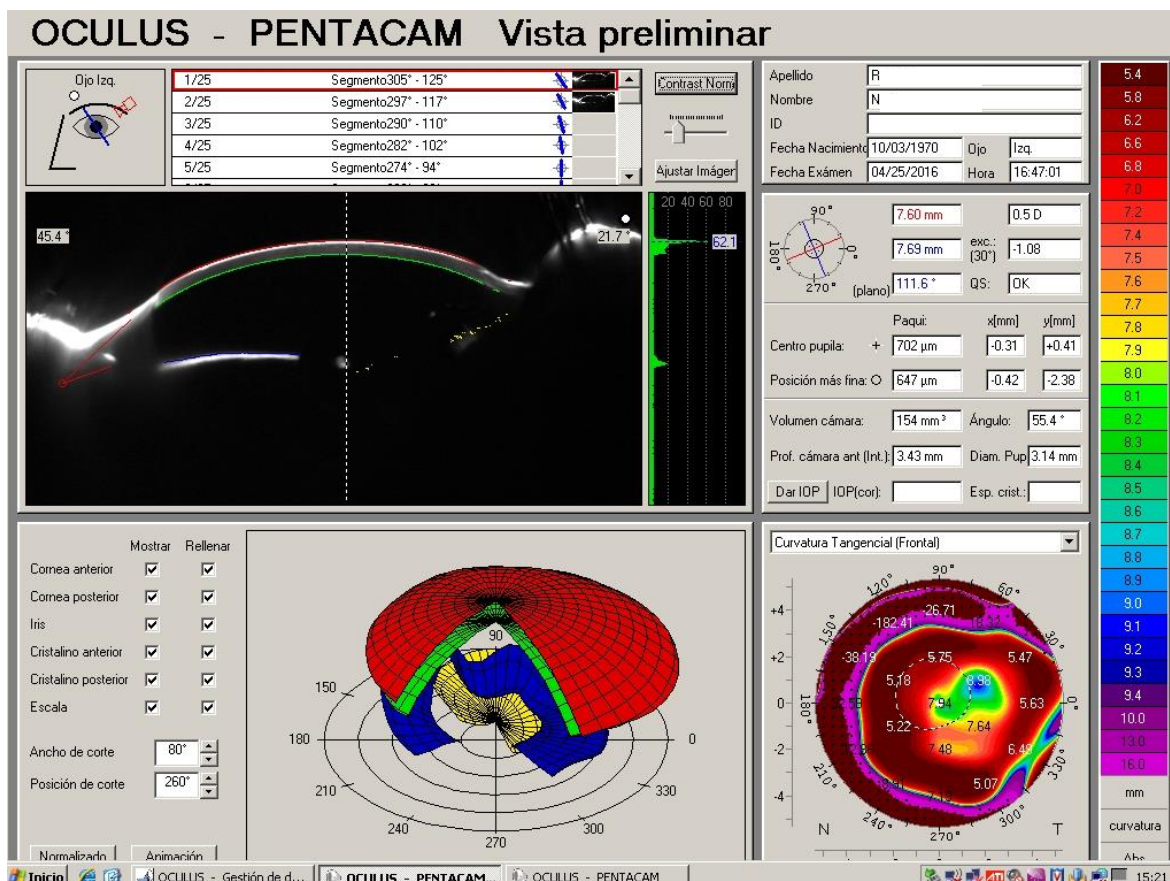 OCULUS - PENTACAM Vista preliminar
Ojo Izq.
1/25 Segmento305° - 125°
2/25 Segmento297° - 117°
3/25 Segmento290° - 110°
4/25 Segmento282° - 102°
5/25 Segmento274° - 94°
Contrast Norm
Ajustar Imáger
45.4 °
21.7 °
20 40 60 80
62.1
Apellido R
Nombre N
ID
Fecha Nacimiento 10/03/1970 Ojo Izq.
Fecha Exámen 04/25/2016 Hora 16:47:01
90°
180° 0°
270°
7.60 mm 0.5 D
7.69 mm exc.: (30°) -1.08
(plano) 111.6 ° QS: OK
Paqui: x[mm] y[mm]
Centro pupila: + 702 µm -0.31 +0.41
Posición más fina: O 647 µm -0.42 -2.38
Volumen cámara: 154 mm³ Ángulo: 55.4 °
Prof. cámara ant (Int.): 3.43 mm Diam. Pup 3.14 mm
Dar IOP IOP(cor): Esp. crist.:
Mostrar Rellenar
Cornea anterior
Cornea posterior
Iris
Cristalino anterior
Cristalino posterior
Escala
Ancho de corte 80°
Posición de corte 260°
Normalizado Animación
90
150
180 0
210 330
240 300
270
Curvatura Tangencial (Frontal)
90°
120° 60°
150° 30°
180° 0°
210° 330°
240° 300°
270°
+4
+2
0
-2
-4
-26.71
-182.41
-38.19 5.75 5.47
5.18 8.98
7.94 5.63
5.22 7.64
7.48 6.49
5.07
N T
5.4
5.8
6.2
6.6
6.8
7.0
7.2
7.4
7.5
7.6
7.7
7.8
7.9
8.0
8.1
8.2
8.3
8.4
8.5
8.6
8.7
8.8
8.9
9.0
9.1
9.2
9.3
9.4
10.0
13.0
16.0
mm
curvatura
Abs
Inicio OCULUS - Gestión de d... OCULUS - PENTACAM... OCULUS - PENTACAM 15:21